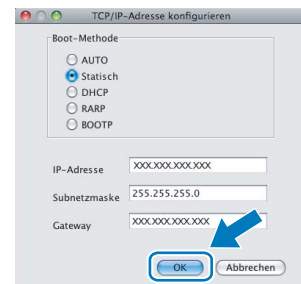 TCP/IP-Adresse konfigurieren
Boot-Methode
AUTO
Statisch
DHCP
RARP
BOOTP
IP-Adresse XXX.XXX.XXX.XXX
Subnetzmaske 255.255.255.0
Gateway XXX.XXX.XXX.XXX
OK Abbrechen